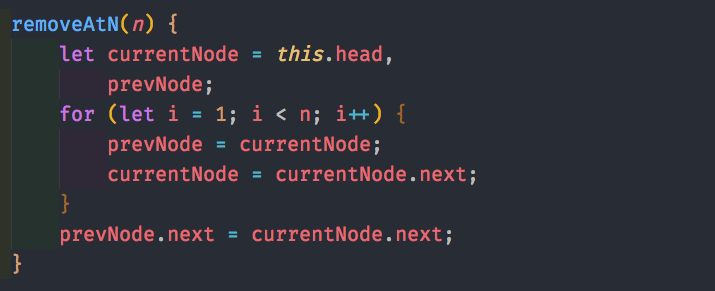 removeAtN(n) {
    let currentNode = this.head,
        prevNode;
    for (let i = 1; i < n; i++) {
        prevNode = currentNode;
        currentNode = currentNode.next;
    }
    prevNode.next = currentNode.next;
}